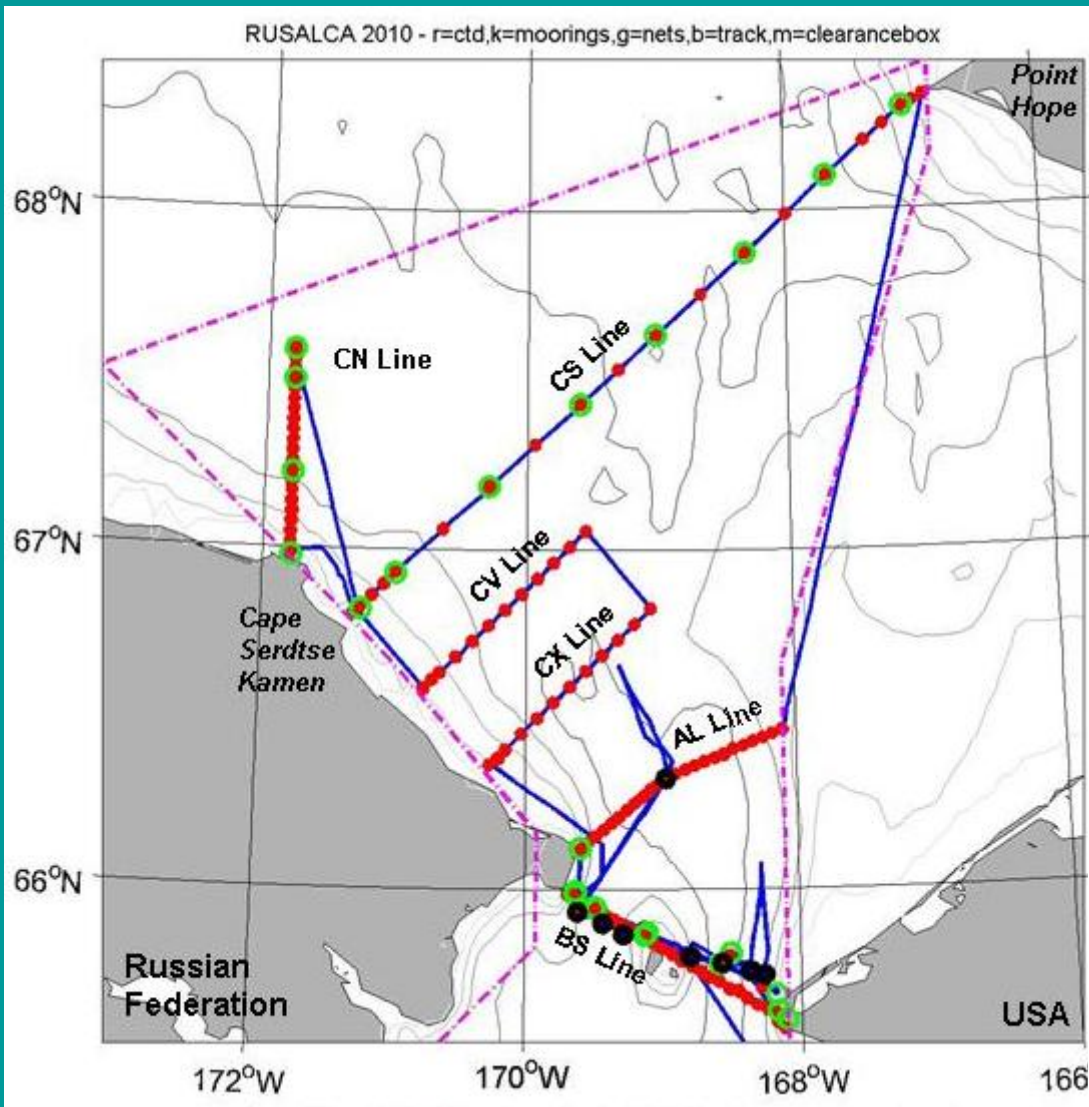 RUSALCA 2010 - r=ctd,k=moorings,g=nets,b=track,m=clearancebox
Point
Hope
68°N
CN Line
CS Line
67°N
CV Line
CX Line
Cape
Serdtse
Kamen
AL Line
66°N
BS Line
Russian
Federation
USA
172°W
170°W
168°W
166